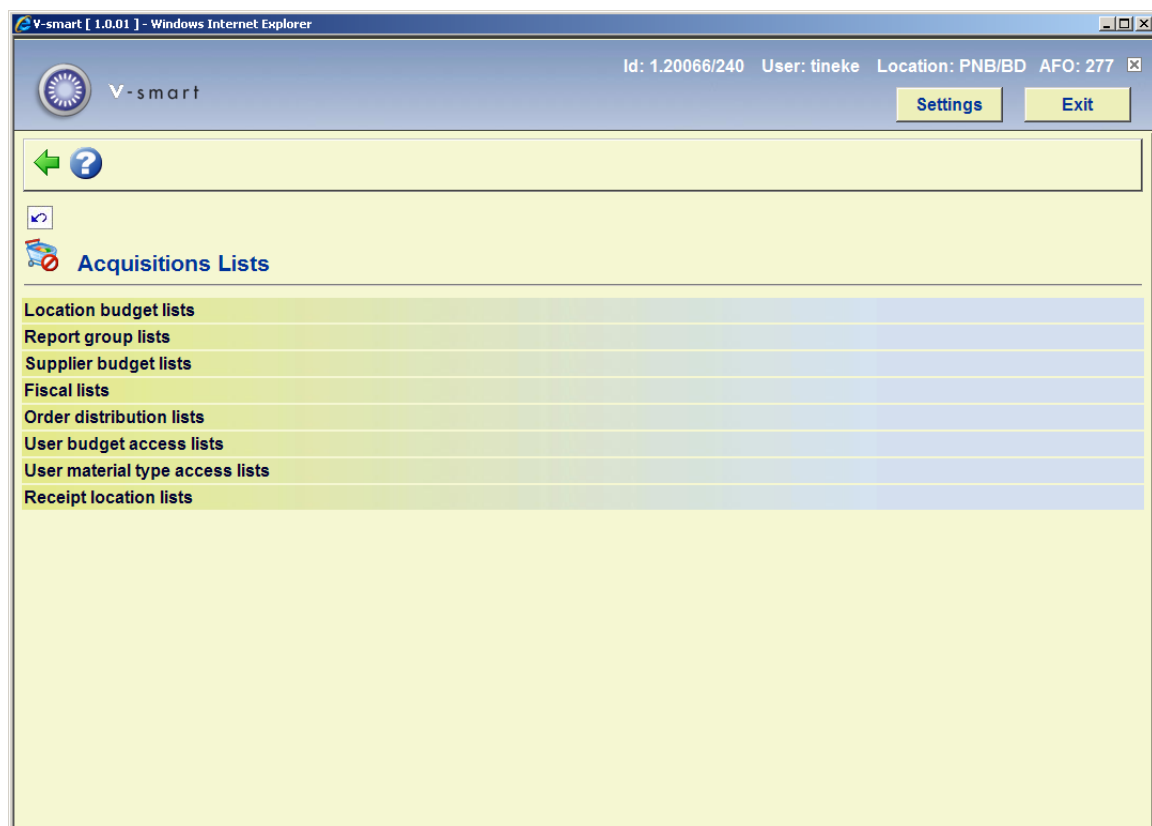 V-smart [ 1.0.01 ] - Windows Internet Explorer
Id: 1.20066/240 User: tineke Location: PNB/BD AFO: 277
V-smart
Settings Exit
Acquisitions Lists
Location budget lists
Report group lists
Supplier budget lists
Fiscal lists
Order distribution lists
User budget access lists
User material type access lists
Receipt location lists